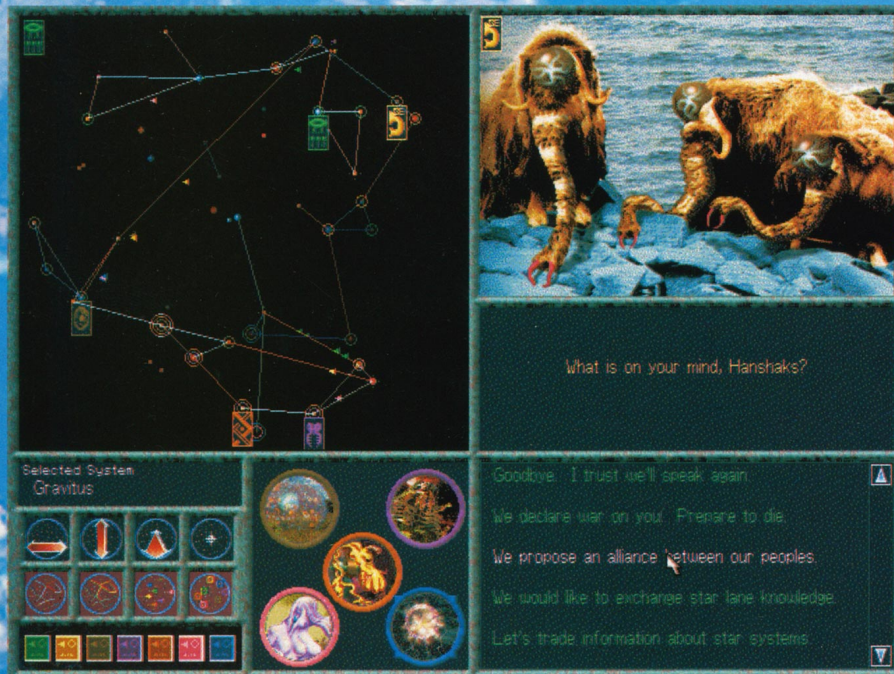 What is on your mind, Hanshaks?
Selected System
Gravitus
Goodbye. I trust we'll speak again.
We declare war on you! Prepare to die.
We propose an alliance between our peoples.
We would like to exchange star lane knowledge.
Let's trade information about star systems.